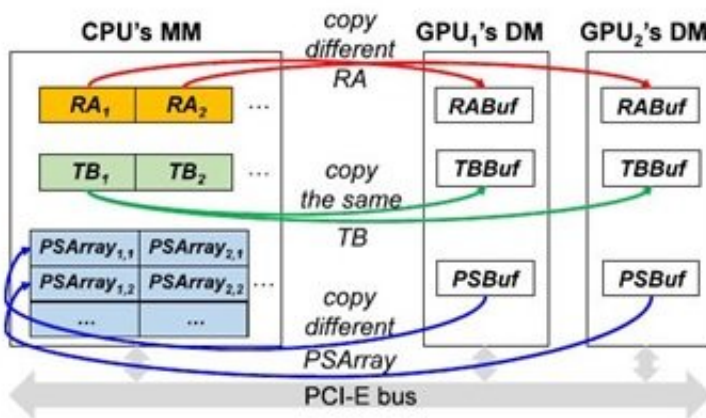 CPU's MM
copy
different
RA
GPU₁'s DM
GPU₂'s DM
RA₁ RA₂ ...
RABuf
RABuf
TB₁ TB₂ ...
copy
the same
TB
TBBuf
TBBuf
PSArray₁,₁ PSArray₂,₁
PSArray₁,₂ PSArray₂,₂ ...
... ...
copy
different
PSArray
PSBuf
PSBuf
PCI-E bus